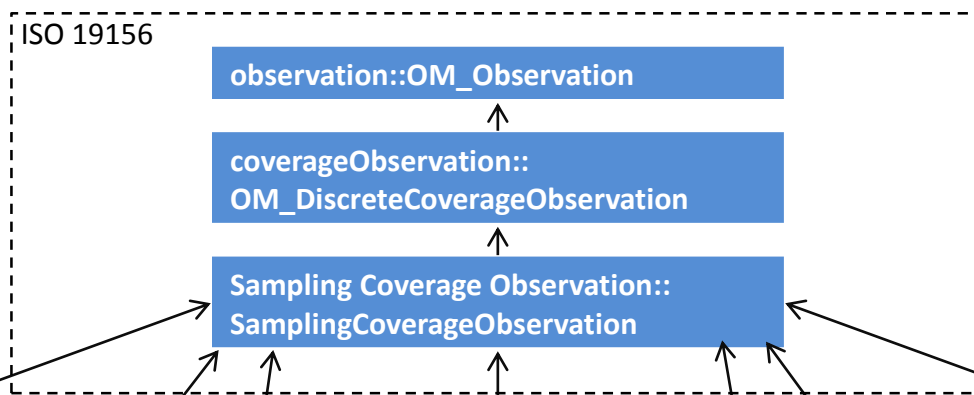 ISO 19156
observation::OM_Observation
coverageObservation::
OM_DiscreteCoverageObservation
Sampling Coverage Observation::
SamplingCoverageObservation